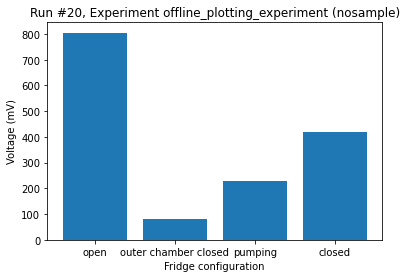 Run #20, Experiment offline_plotting_experiment (nosample)
800
700
600
500
400
300
200
100
0
Voltage (mV)
open outer chamber closed pumping closed
Fridge configuration